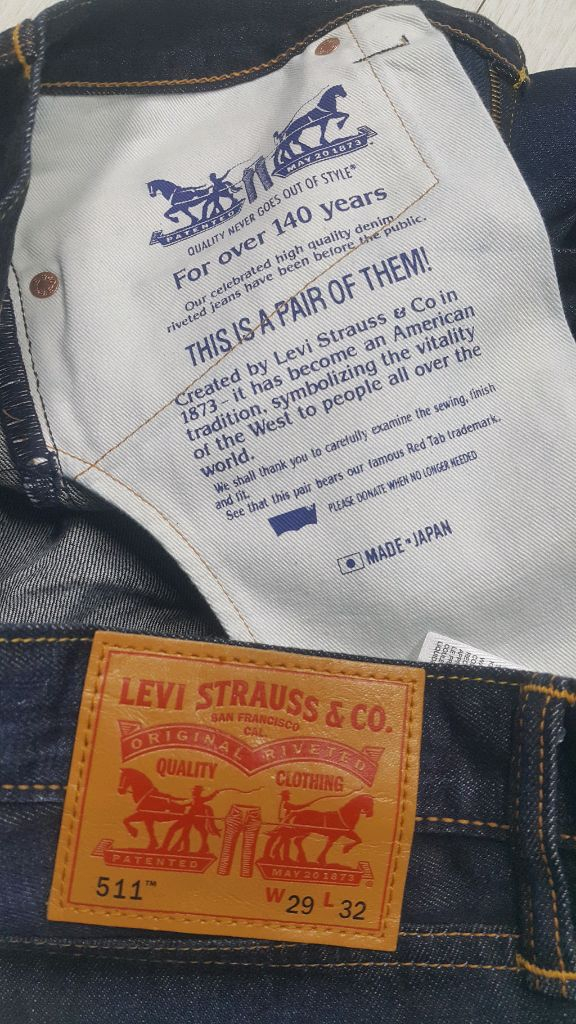 PATENTED MAY 20 1873
QUALITY NEVER GOES OUT OF STYLE®
For over 140 years
Our celebrated high quality denim
riveted jeans have been before the public.
THIS IS A PAIR OF THEM!
Created by Levi Strauss & Co in
1873 - it has become an American
tradition, symbolizing the vitality
of the West to people all over the
world.
We shall thank you to carefully examine the sewing, finish
and fit.
See that this pair bears our famous Red Tab trademark.
PLEASE DONATE WHEN NO LONGER NEEDED
MADE IN JAPAN
LEVI STRAUSS & CO.
SAN FRANCISCO
CAL.
ORIGINAL RIVETED
QUALITY CLOTHING
PATENTED MAY 20 1873
511™ W 29 L 32